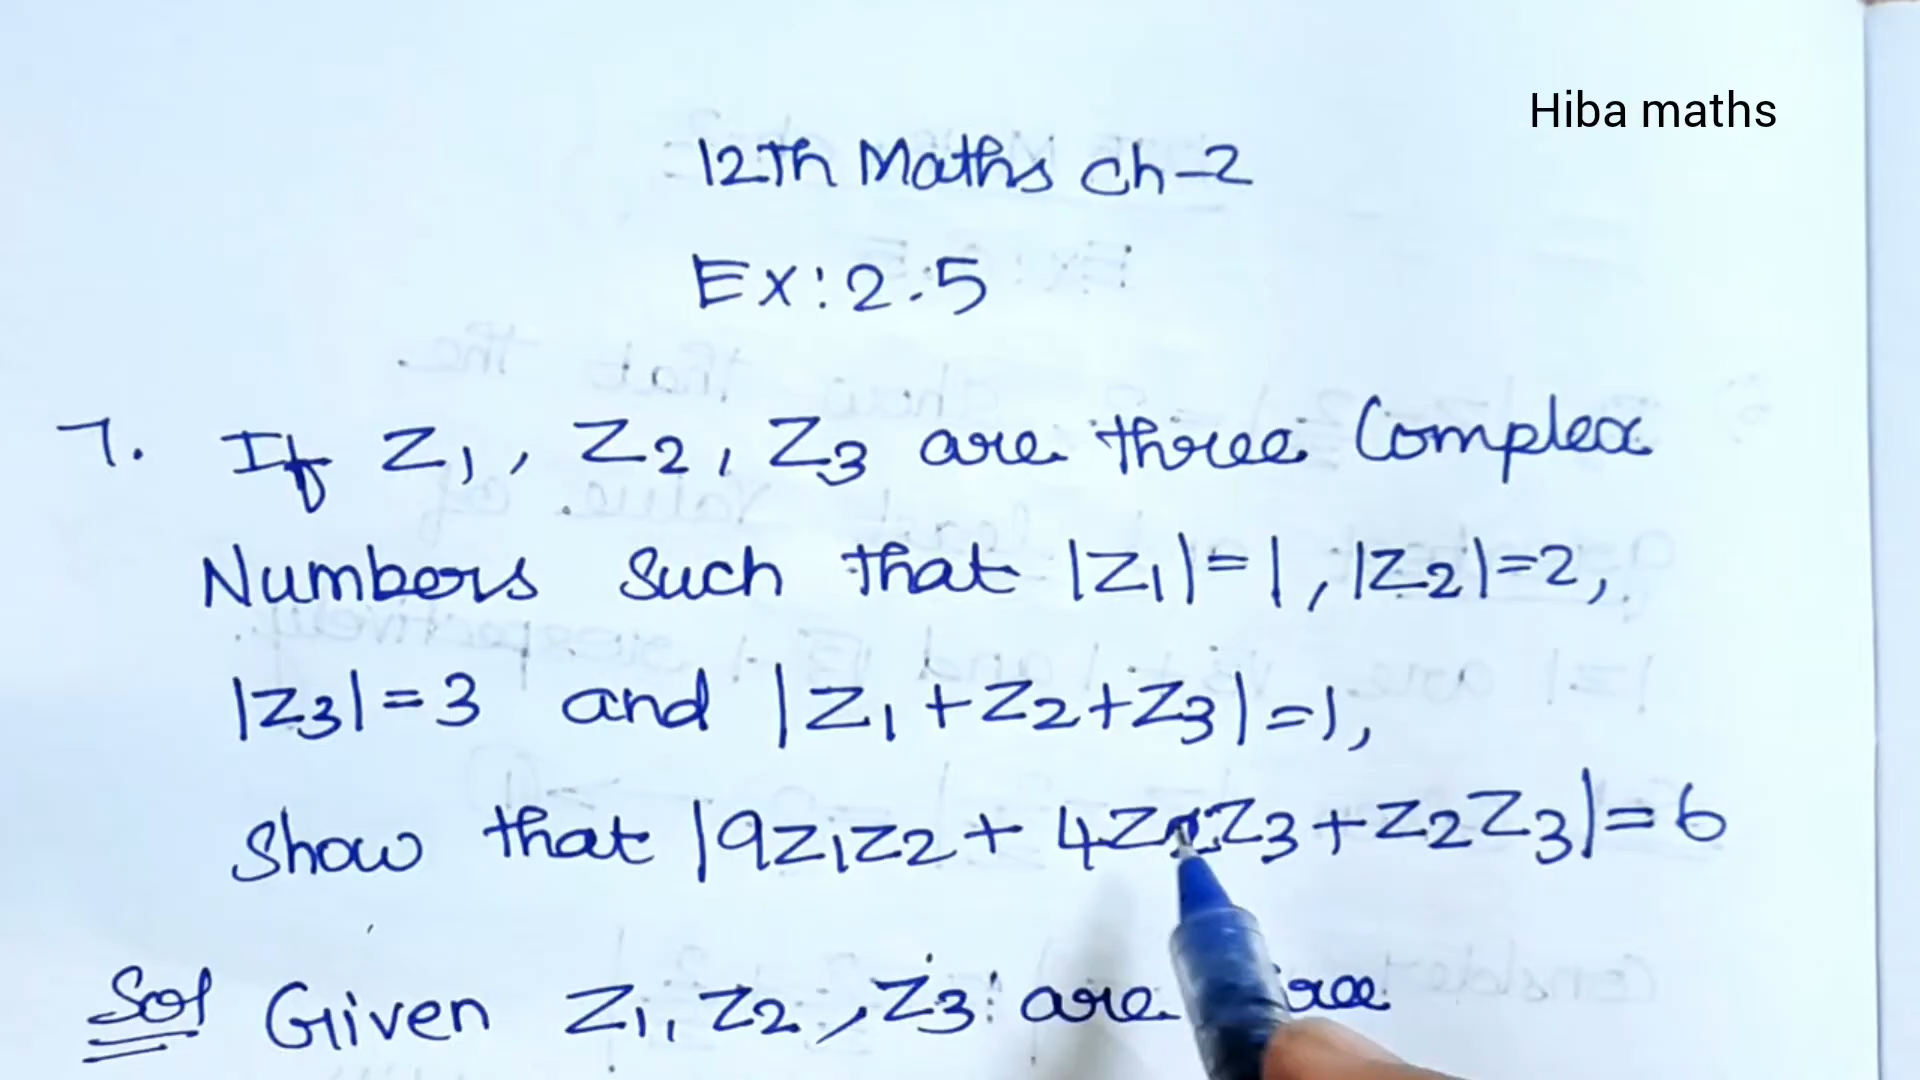 Hiba maths
12Th Maths Ch-2
Ex: 2.5
7. If Z1, Z2, Z3 are three Complex
Numbers Such that |Z1|=1, |Z2|=2,
|Z3|=3 and |Z1+Z2+Z3|=1,
Show that |9Z1Z2+4Z1Z3+Z2Z3|=6
Sol Given Z1, Z2, Z3 are